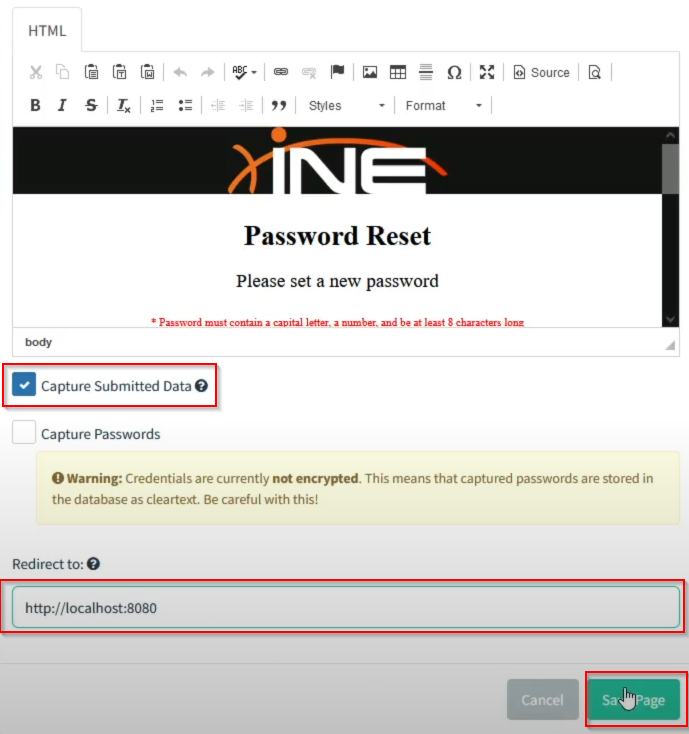 HTML
ABC
Source
B I S Tx
Styles
Format
INE
Password Reset
Please set a new password
* Password must contain a capital letter, a number, and be at least 8 characters long
body
Capture Submitted Data
Capture Passwords
Warning: Credentials are currently not encrypted. This means that captured passwords are stored in
the database as cleartext. Be careful with this!
Redirect to:
http://localhost:8080
Cancel
Save Page